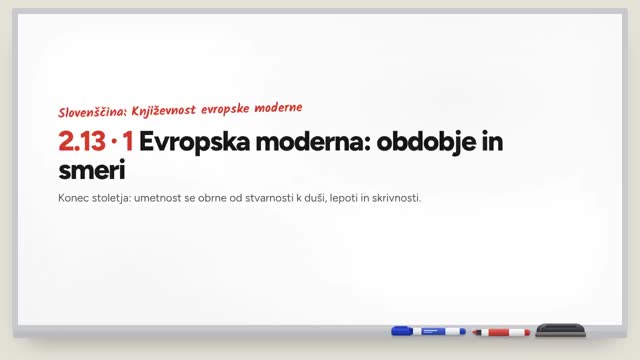 Slovenščina: Književnost evropske moderne
2.13 · 1 Evropska moderna: obdobje in
smeri
Konec stoletja: umetnost se obrne od stvarnosti k duši, lepoti in skrivnosti.